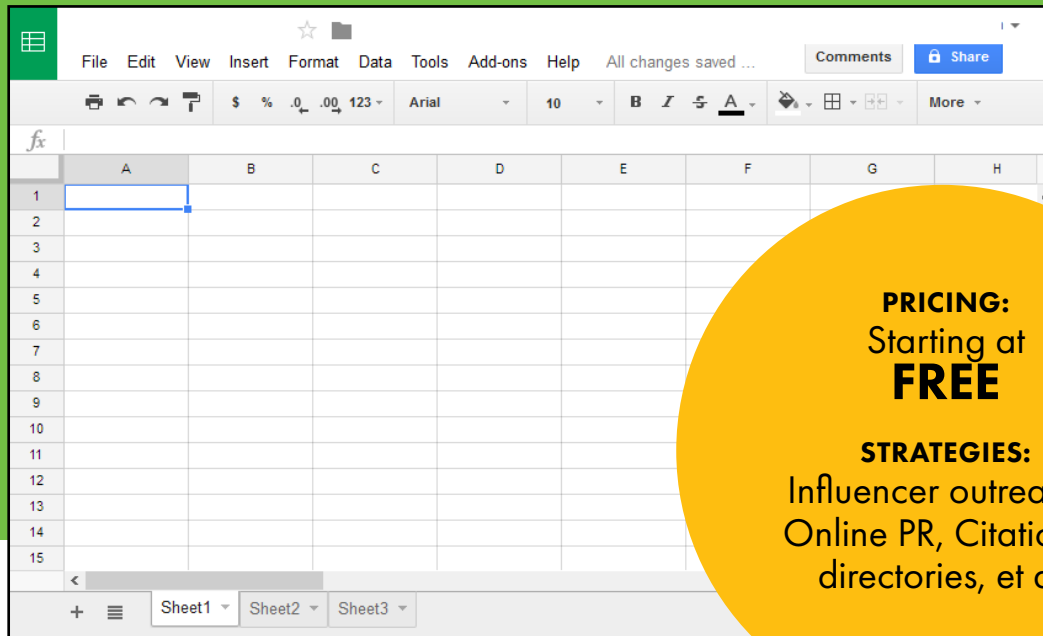 File Edit View Insert Format Data Tools Add-ons Help All changes saved ... Comments Share
$ % .0 .00 123 Arial 10 B I S A More
fx
A B C D E F G H
1
2
3
4
5
6
7
8
9
10
11
12
13
14
15
PRICING:
Starting at
FREE
STRATEGIES:
Influencer
Online PR,
directories, et
+ Sheet1 Sheet2 Sheet3